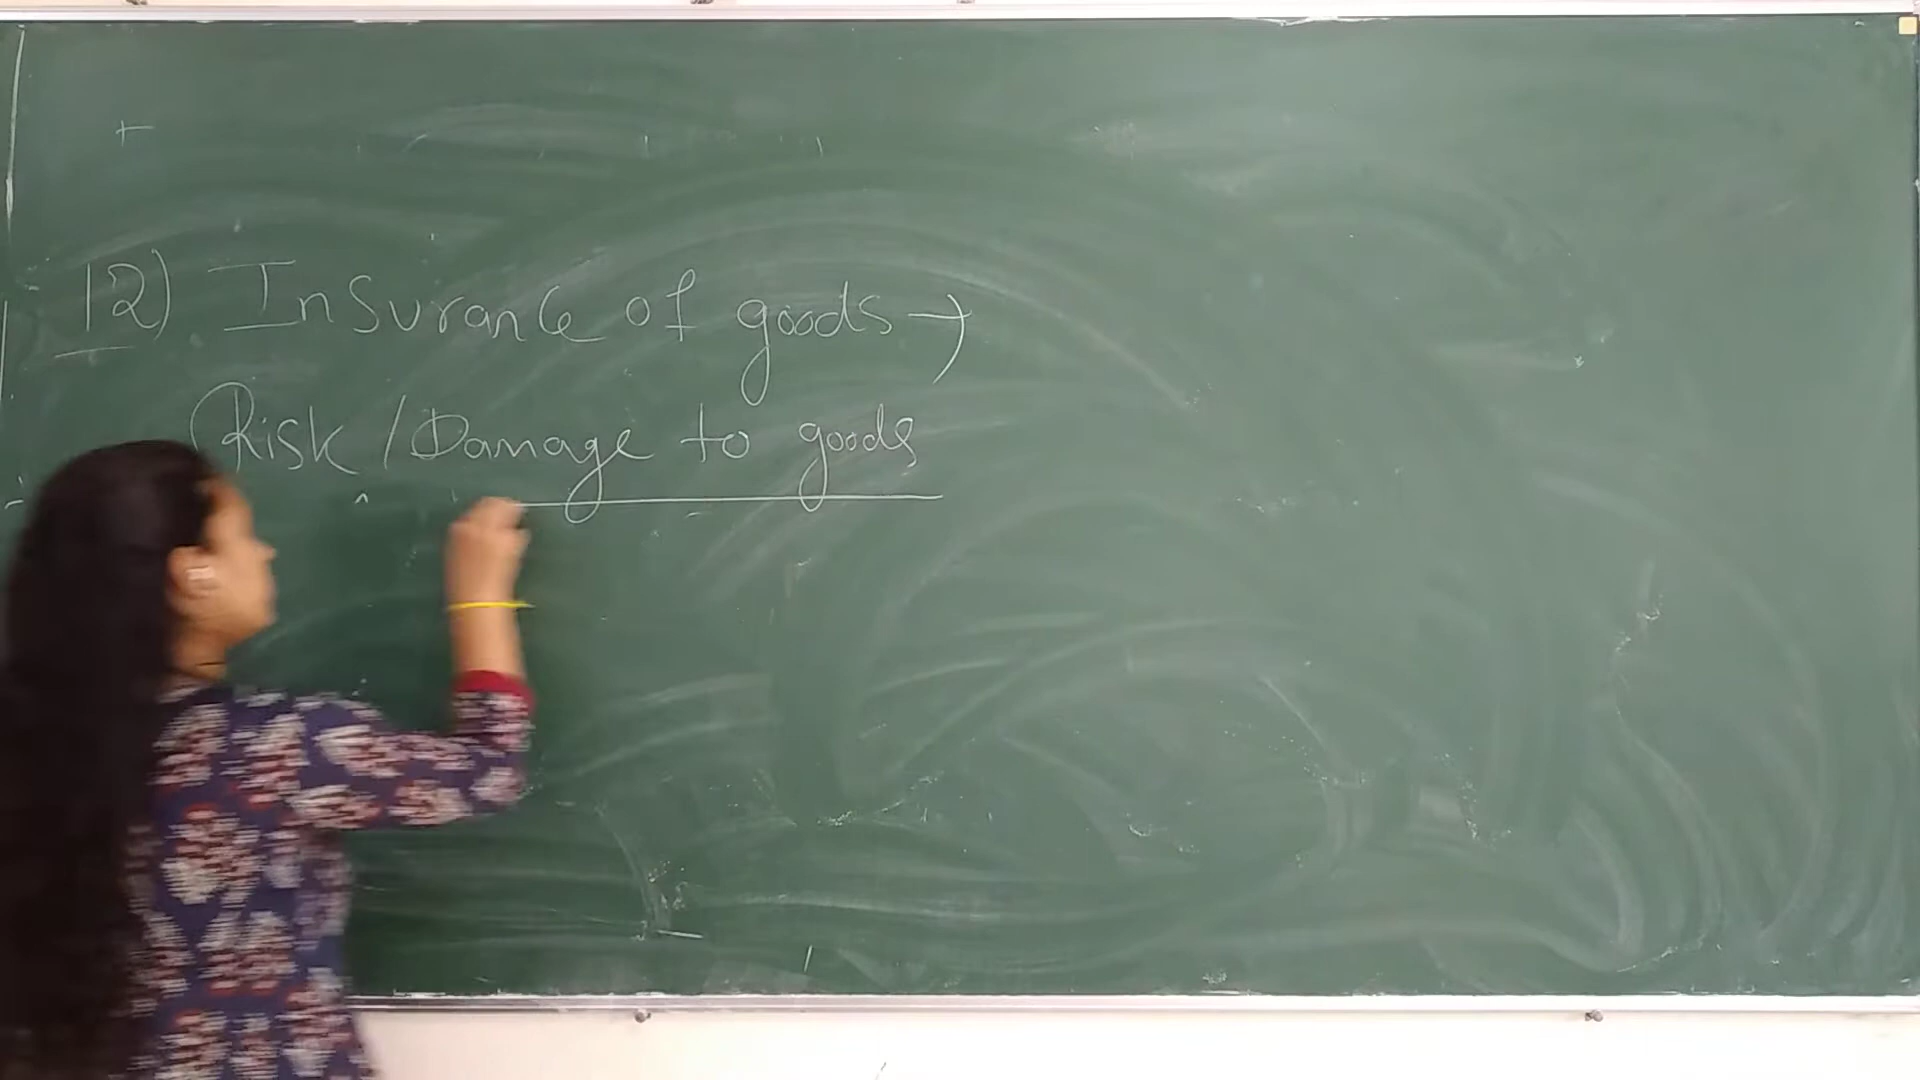 12) Insurance of goods →
Risk / Damage to goods